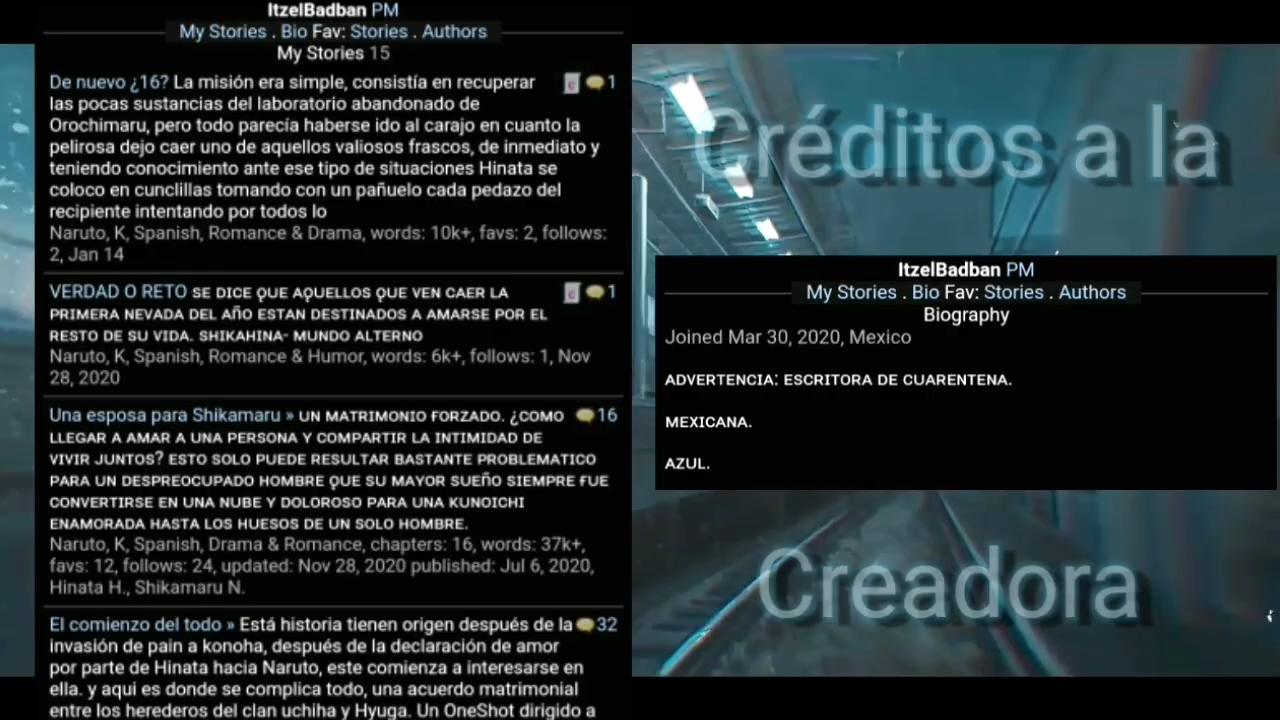 ItzelBadban PM
My Stories . Bio Fav: Stories . Authors
My Stories 15
De nuevo ¿16? La misión era simple, consistía en recuperar 1
las pocas sustancias del laboratorio abandonado de
Orochimaru, pero todo parecía haberse ido al carajo en cuanto la
pelirosa dejo caer uno de aquellos valiosos frascos, de inmediato y
teniendo conocimiento ante ese tipo de situaciones Hinata se
coloco en cunclillas tomando con un pañuelo cada pedazo del
recipiente intentando por todos lo
Naruto, K, Spanish, Romance & Drama, words: 10k+, favs: 2, follows:
2, Jan 14
VERDAD O RETO SE DICE QUE AQUELLOS QUE VEN CAER LA 1
PRIMERA NEVADA DEL AÑO ESTAN DESTINADOS A AMARSE POR EL
RESTO DE SU VIDA. SHIKAHINA- MUNDO ALTERNO
Naruto, K, Spanish, Romance & Humor, words: 6k+, follows: 1, Nov
28, 2020
Una esposa para Shikamaru » UN MATRIMONIO FORZADO. ¿COMO 16
LLEGAR A AMAR A UNA PERSONA Y COMPARTIR LA INTIMIDAD DE
VIVIR JUNTOS? ESTO SOLO PUEDE RESULTAR BASTANTE PROBLEMATICO
PARA UN DESPREOCUPADO HOMBRE QUE SU MAYOR SUEÑO SIEMPRE FUE
CONVERTIRSE EN UNA NUBE Y DOLOROSO PARA UNA KUNOICHI
ENAMORADA HASTA LOS HUESOS DE UN SOLO HOMBRE.
Naruto, K, Spanish, Drama & Romance, chapters: 16, words: 37k+,
favs: 12, follows: 24, updated: Nov 28, 2020 published: Jul 6, 2020,
Hinata H., Shikamaru N.
El comienzo del todo » Está historia tienen origen después de la 32
invasión de pain a konoha, después de la declaración de amor
por parte de Hinata hacia Naruto, este comienza a interesarse en
ella. y aqui es donde se complica todo, una acuerdo matrimonial
entre los herederos del clan uchiha y Hyuga. Un OneShot dirigido a
Créditos a la
ItzelBadban PM
My Stories . Bio Fav: Stories . Authors
Biography
Joined Mar 30, 2020, Mexico
ADVERTENCIA: ESCRITORA DE CUARENTENA.
MEXICANA.
AZUL.
Creadora